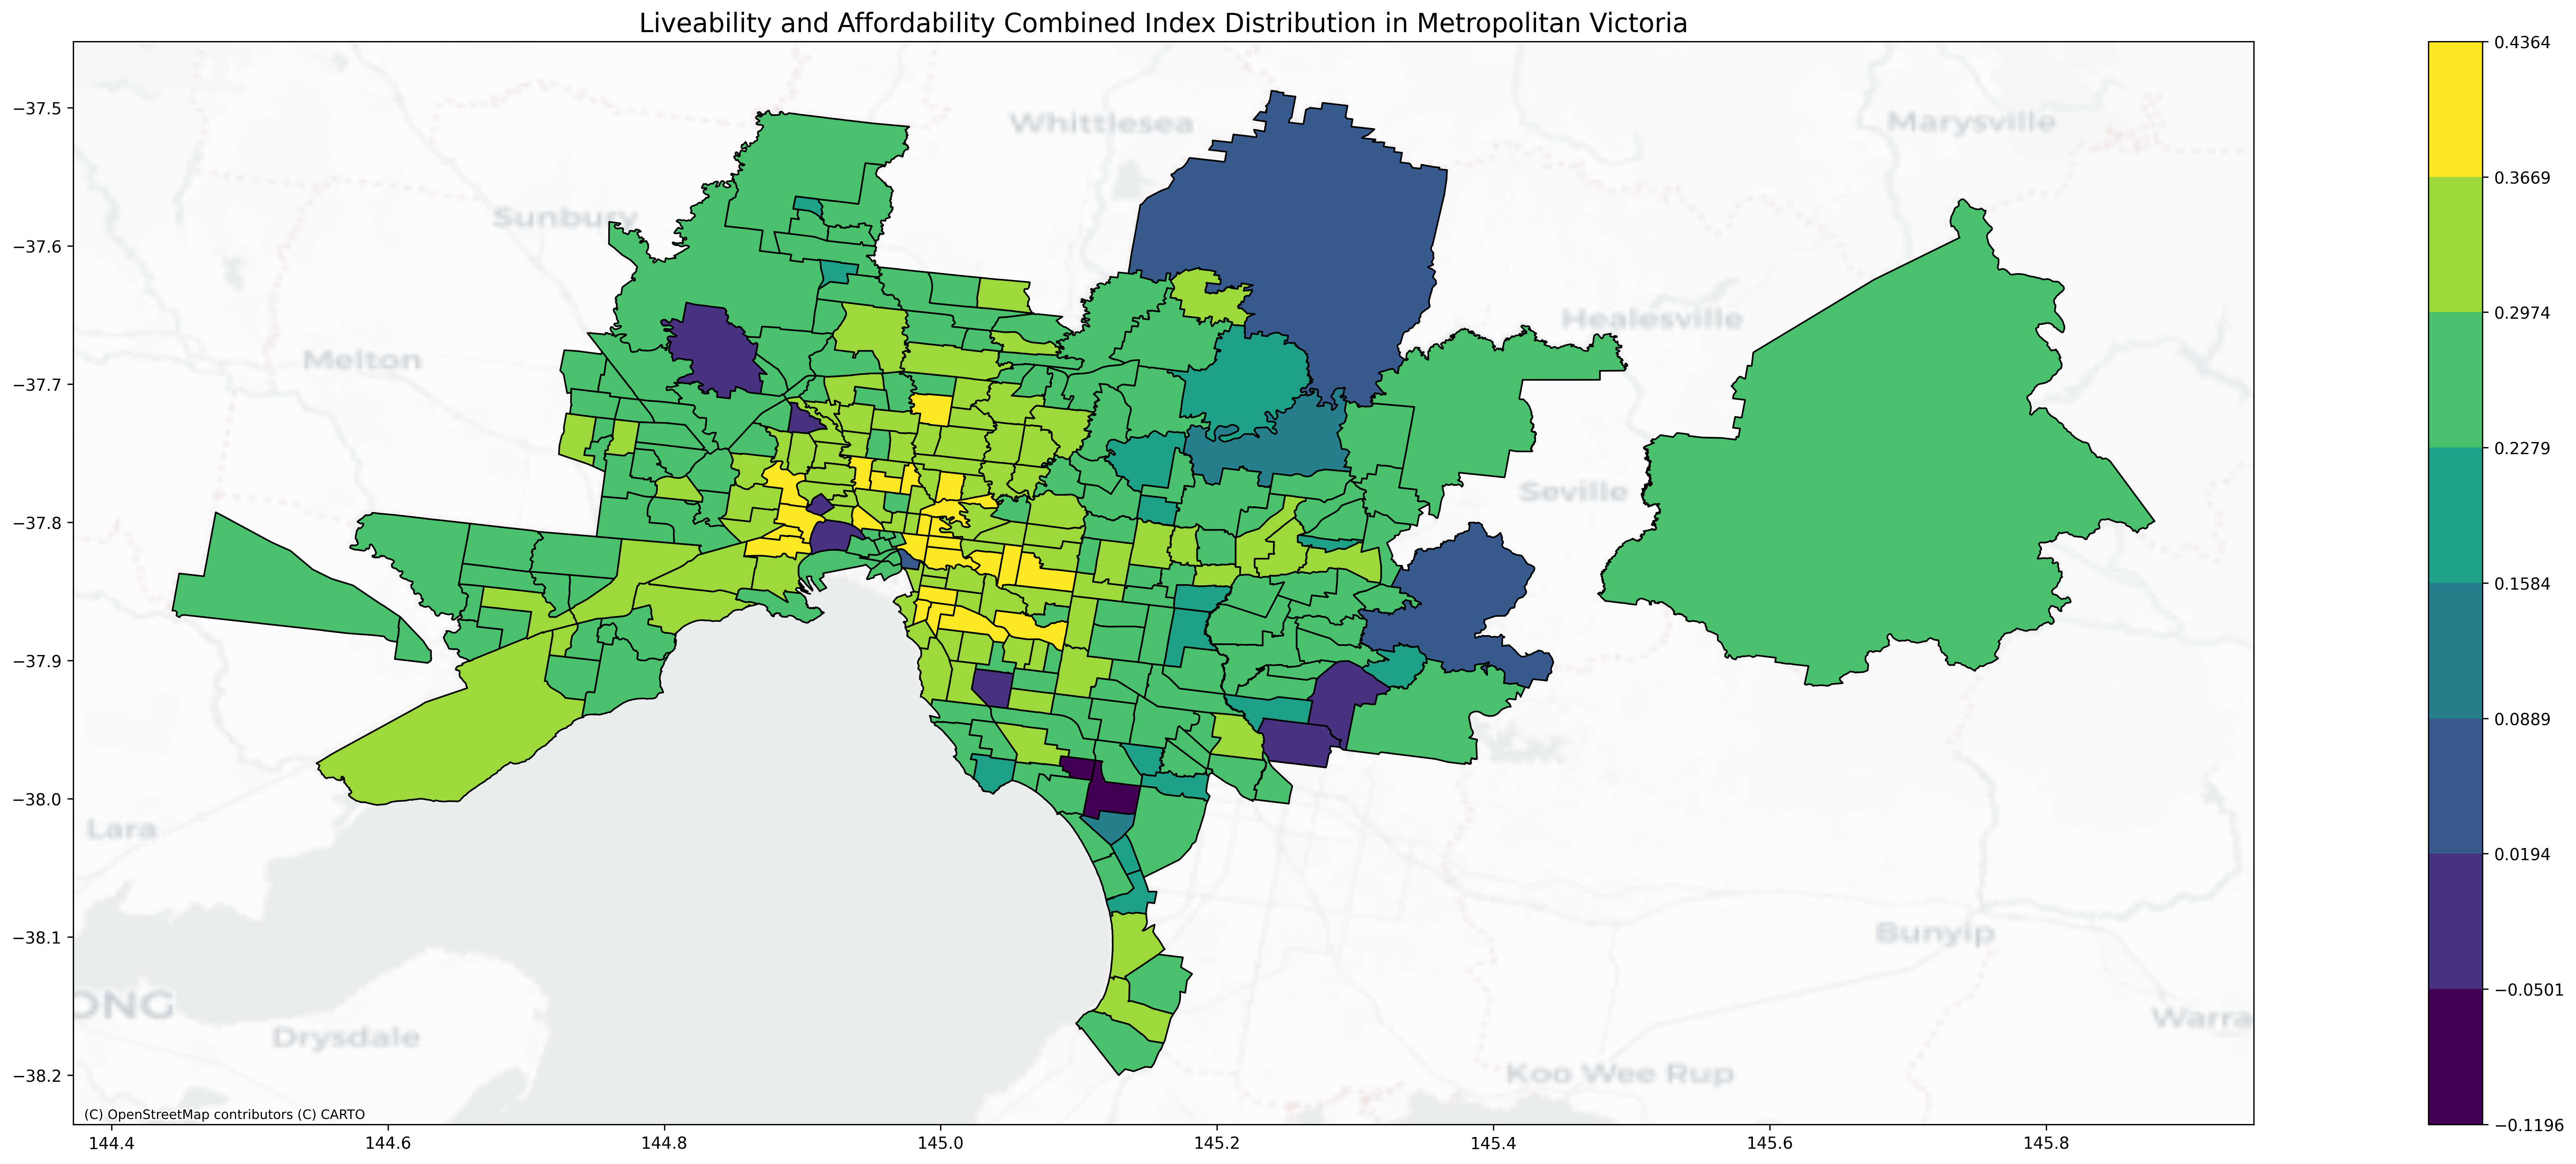 Liveability and Affordability Combined Index Distribution in Metropolitan Victoria
0.4364
−37.5
Whittlesea
Marysville
0.3669
Sunbury
−37.6
0.2974
Healesville
Melton
−37.7
0.2279
Seville
−37.8
0.1584
0.0889
−37.9
0.0194
−38.0
Lara
Bunyip
−38.1
−0.0501
ONG
Warra
Drysdale
−38.2
Koo Wee Rup
(C) OpenStreetMap contributors (C) CARTO
−0.1196
144.4
144.6
144.8
145.0
145.2
145.4
145.6
145.8